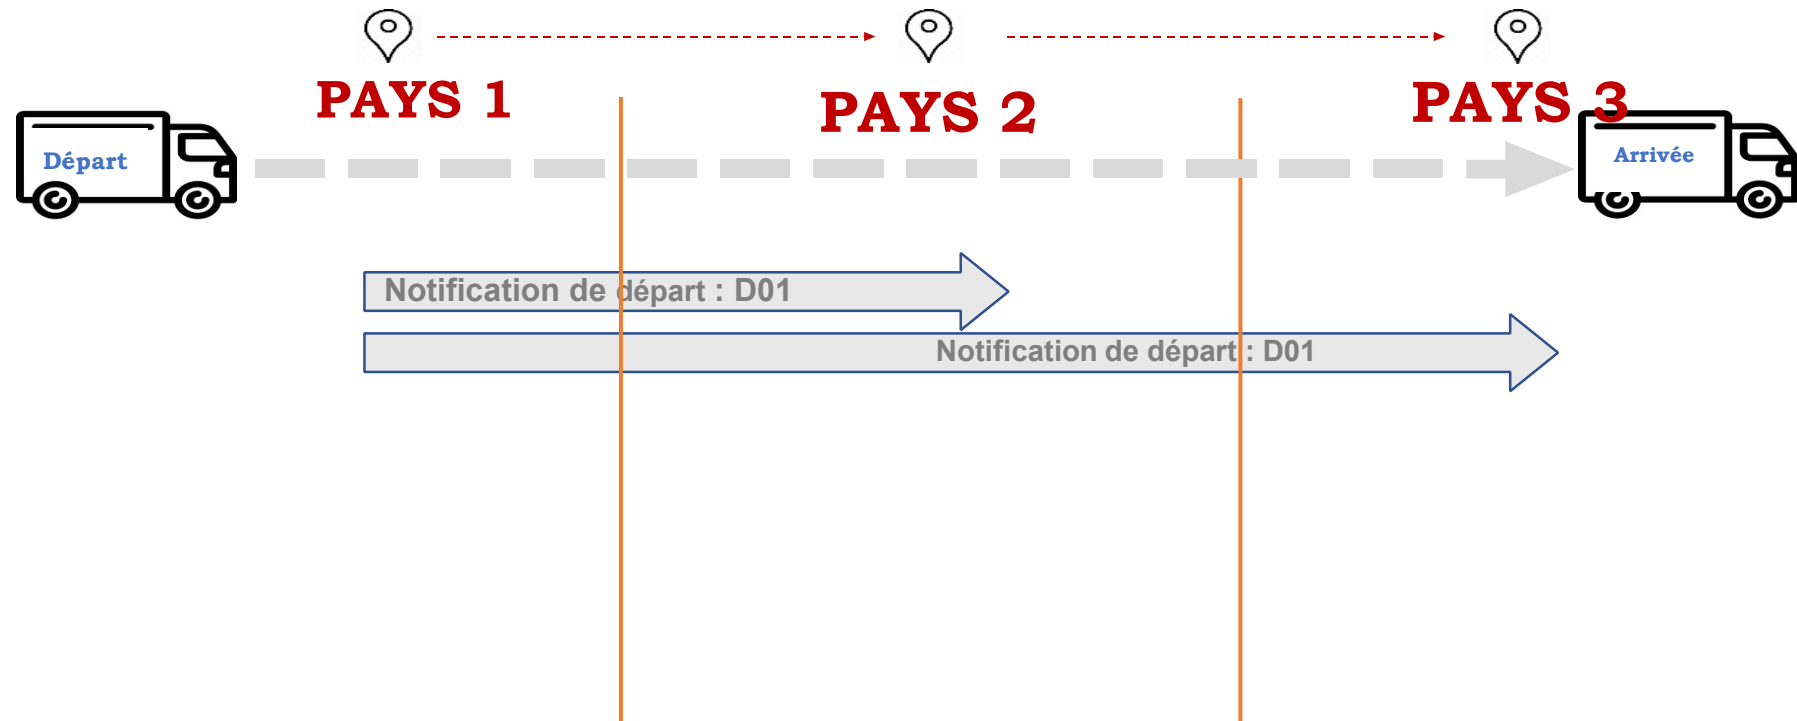 PAYS 1
PAYS 2
PAYS 3
Départ
Arrivée
Notification de départ : D01
Notification de départ : D01